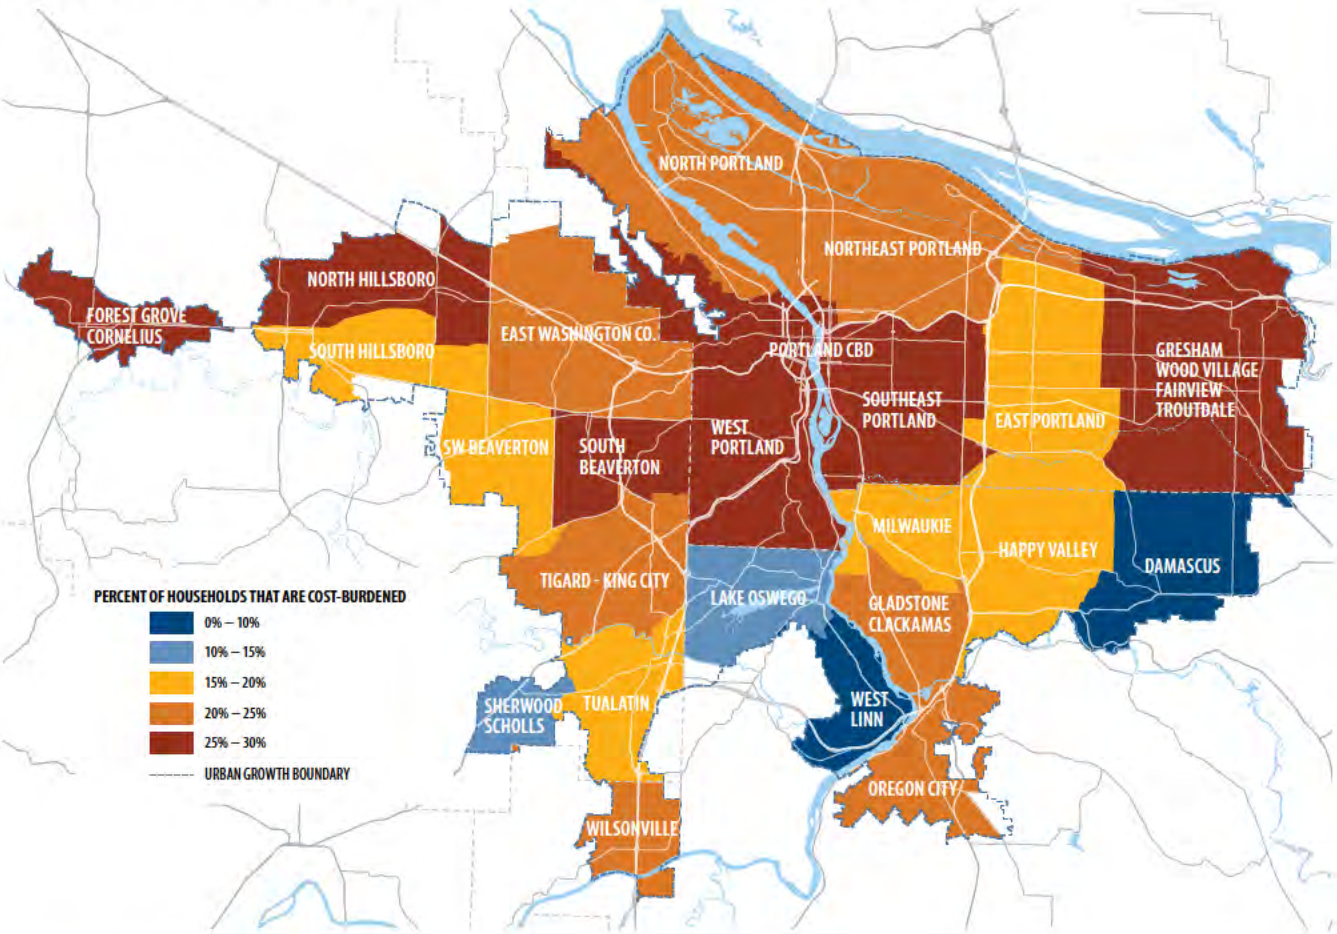 NORTH PORTLAND
NORTHEAST PORTLAND
NORTH HILLSBORO
FOREST GROVE
CORNELIUS
EAST WASHINGTON CO.
SOUTH HILLSBORO
PORTLAND CBD
GRESHAM
WOOD VILLAGE
FAIRVIEW
TROUTDALE
SOUTHEAST
PORTLAND
EAST PORTLAND
WEST
PORTLAND
SW BEAVERTON
SOUTH
BEAVERTON
MILWAUKIE
HAPPY VALLEY
DAMASCUS
TIGARD - KING CITY
LAKE OSWEGO
GLADSTONE
CLACKAMAS
PERCENT OF HOUSEHOLDS THAT ARE COST-BURDENED
0% – 10%
10% – 15%
15% – 20%
20% – 25%
25% – 30%
URBAN GROWTH BOUNDARY
SHERWOOD
SCHOLLS
TUALATIN
WEST
LINN
OREGON CITY
WILSONVILLE